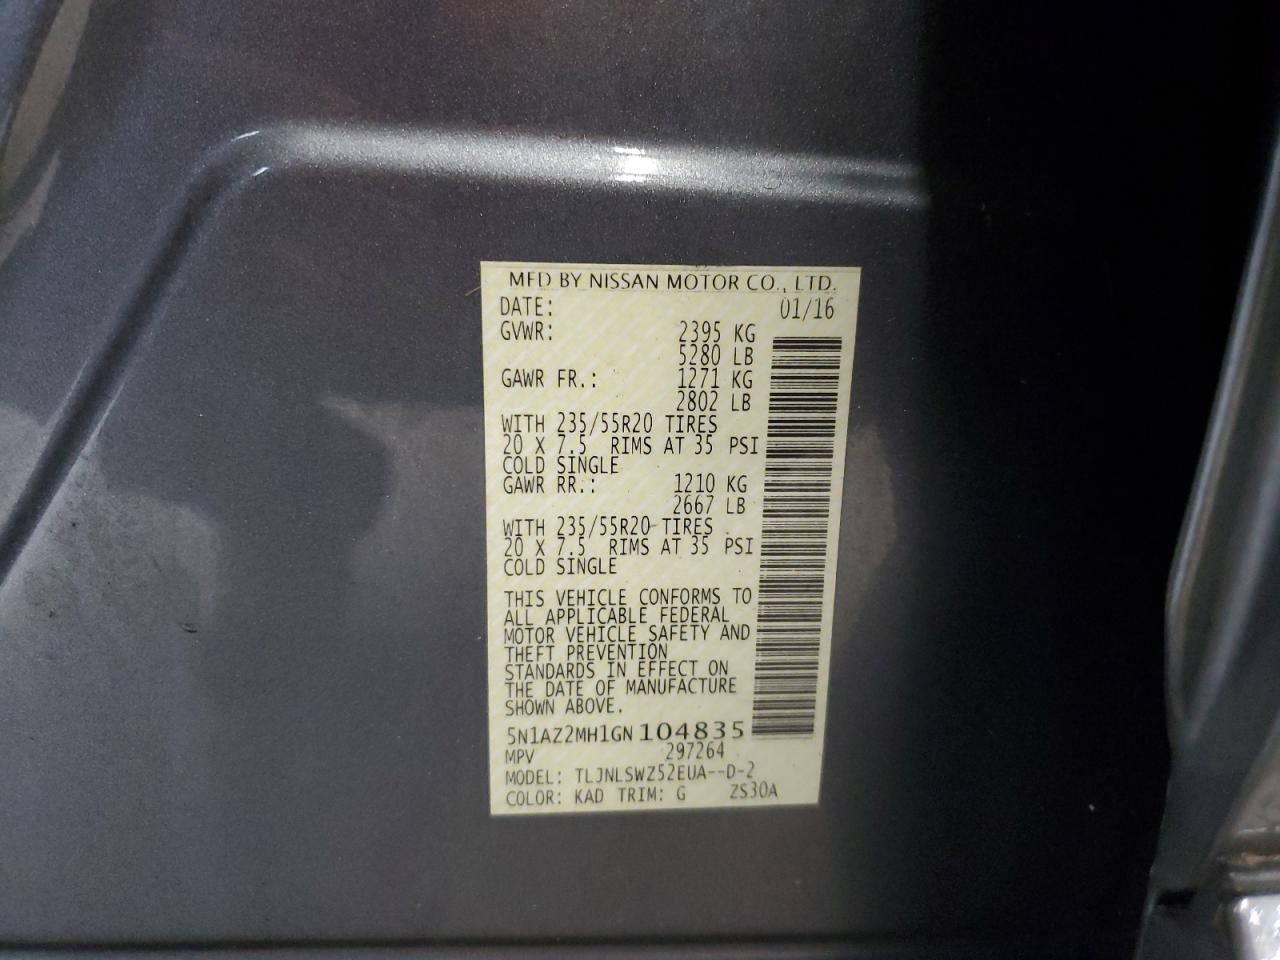 MFD BY NISSAN MOTOR CO., LTD.
DATE: 01/16
GVWR: 2395 KG
5280 LB
GAWR FR.: 1271 KG
2802 LB
WITH 235/55R20 TIRES
20 X 7.5 RIMS AT 35 PSI
COLD SINGLE
GAWR RR.: 1210 KG
2667 LB
WITH 235/55R20 TIRES
20 X 7.5 RIMS AT 35 PSI
COLD SINGLE
THIS VEHICLE CONFORMS TO
ALL APPLICABLE FEDERAL
MOTOR VEHICLE SAFETY AND
THEFT PREVENTION
STANDARDS IN EFFECT ON
THE DATE OF MANUFACTURE
SHOWN ABOVE.
5N1AZ2MH1GN104835
MPV 297264
MODEL: TLJNLSWZ52EUA--D-2
COLOR: KAD TRIM: G ZS30A